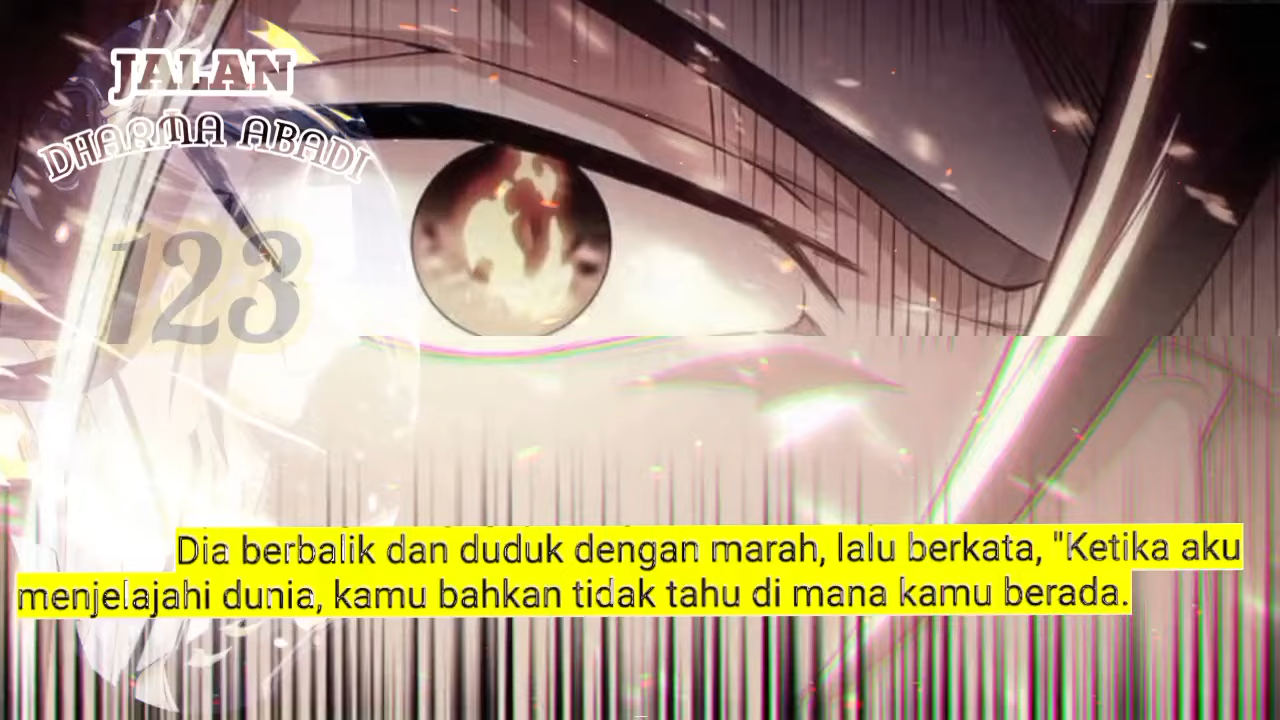 JALAN
DHARMA ABADI
123
Dia berbalik dan duduk dengan marah, lalu berkata, "Ketika aku
menjelajahi dunia, kamu bahkan tidak tahu di mana kamu berada.